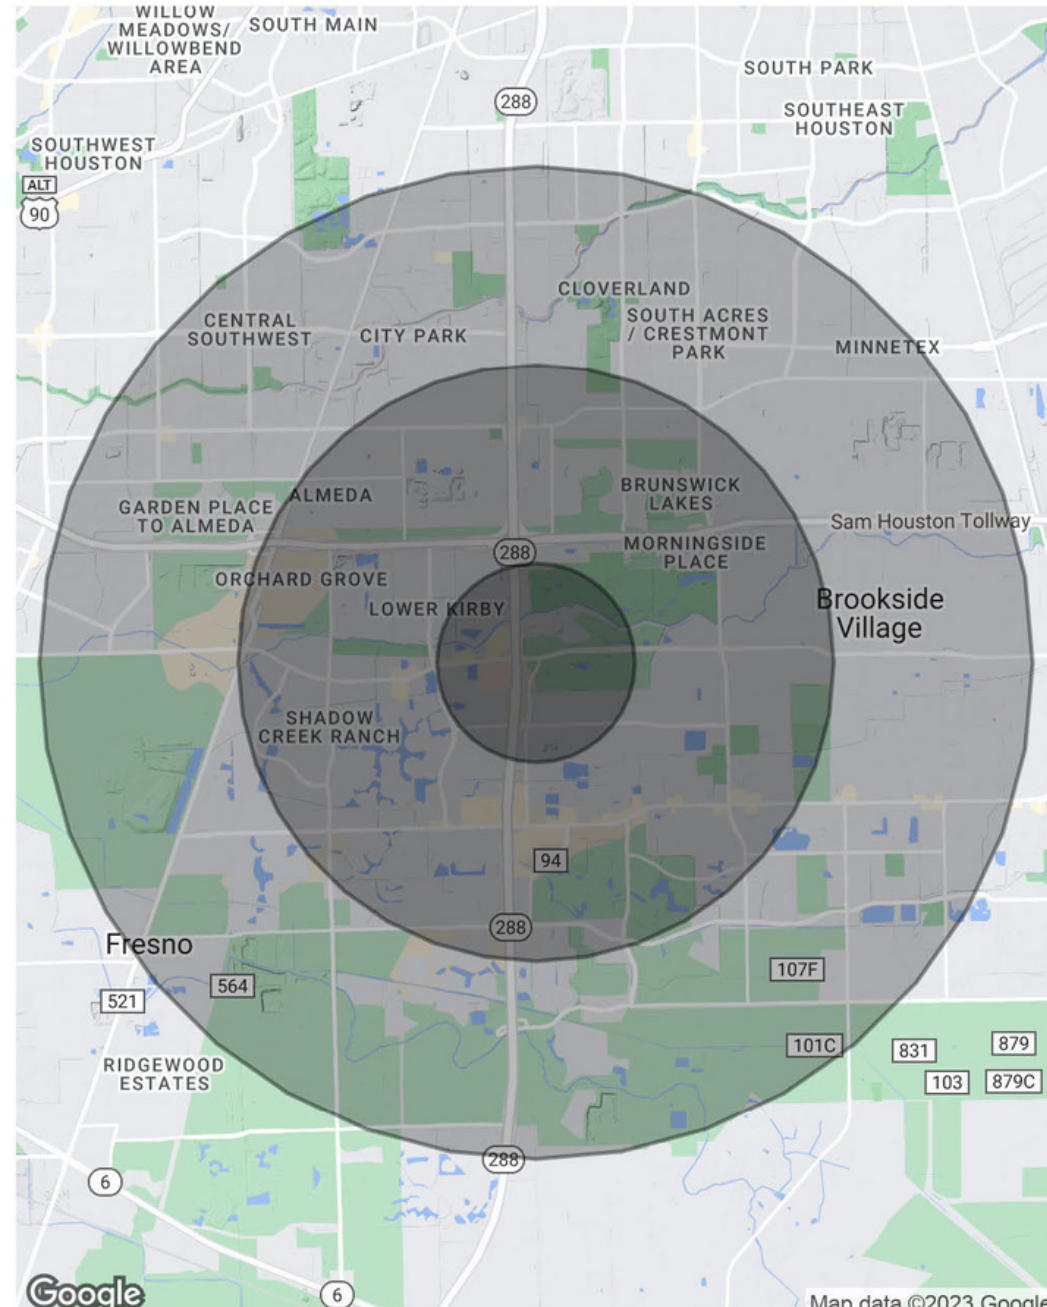 WILLOW
MEADOWS/
WILLOWBEND
AREA
SOUTH MAIN
288
SOUTH PARK
SOUTHEAST
HOUSTON
SOUTHWEST
HOUSTON
ALT
90
CLOVERLAND
CENTRAL
SOUTHWEST
CITY PARK
SOUTH ACRES
/ CRESTMONT
PARK
MINNETEX
ALMEDA
GARDEN PLACE
TO ALMEDA
BRUNSWICK
LAKES
Sam Houston Tollway
288
MORNINGSIDE
PLACE
ORCHARD GROVE
LOWER KIRBY
Brookside
Village
SHADOW
CREEK RANCH
94
288
Fresno
564
521
107F
101C
831
879
103
879C
RIDGEWOOD
ESTATES
288
6
6
Google
Map data ©2023 Google